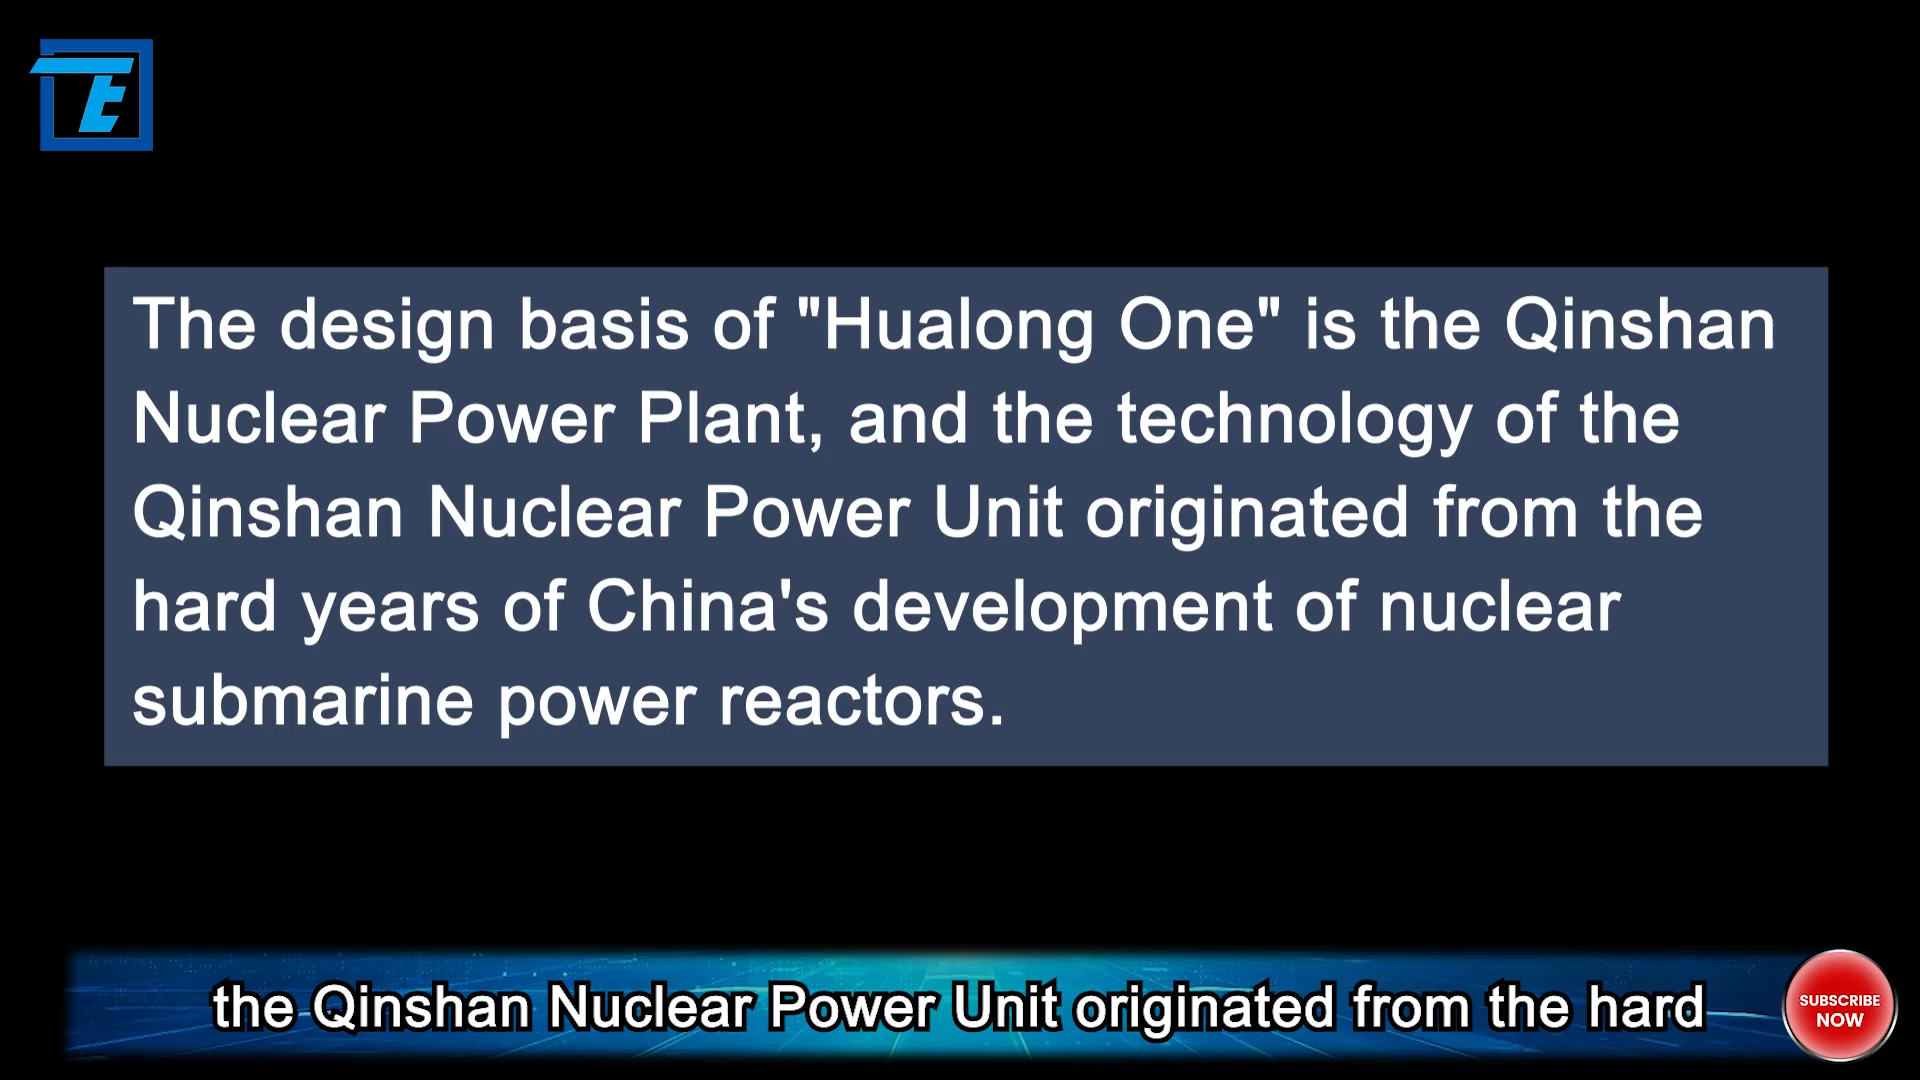 TE
The design basis of "Hualong One" is the Qinshan
Nuclear Power Plant, and the technology of the
Qinshan Nuclear Power Unit originated from the
hard years of China's development of nuclear
submarine power reactors.
the Qinshan Nuclear Power Unit originated from the hard
SUBSCRIBE
NOW